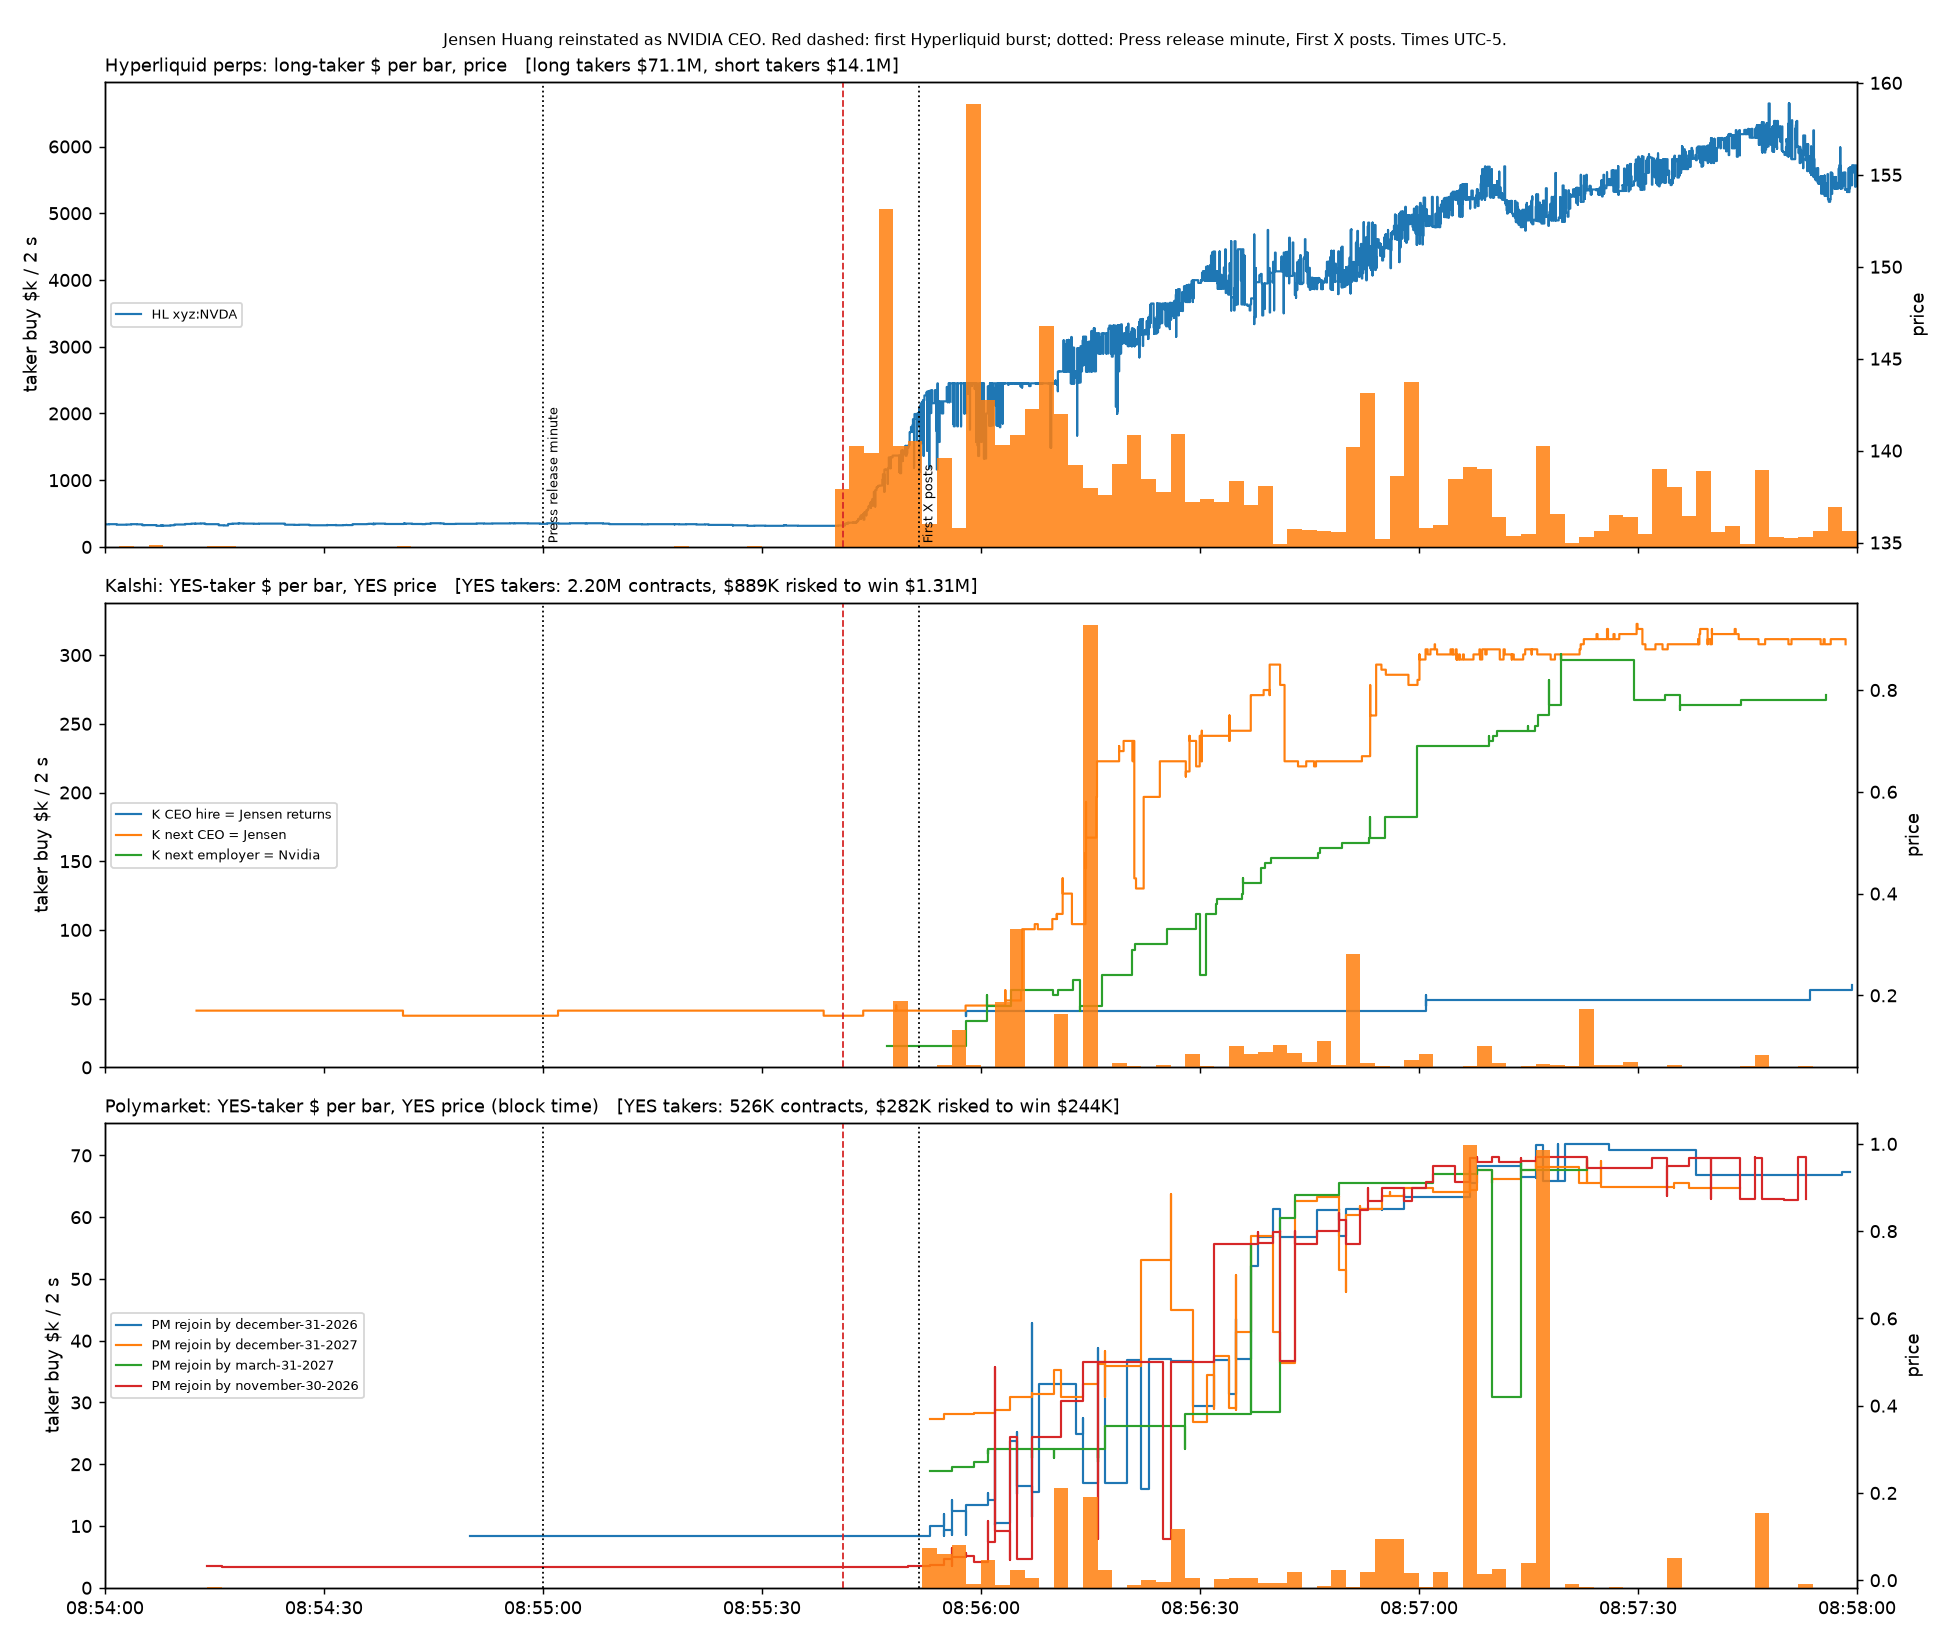 Jensen Huang reinstated as NVIDIA CEO. Red dashed: first Hyperliquid burst; dotted: Press release minute, First X posts. Times UTC-5.
Hyperliquid perps: long-taker $ per bar, price [long takers $71.1M, short takers $14.1M]
taker buy $k / 2 s
6000
5000
4000
3000
2000
1000
0
HL xyz:NVDA
Press release minute
First X posts
160
155
150
145
140
135
price
Kalshi: YES-taker $ per bar, YES price [YES takers: 2.20M contracts, $889K risked to win $1.31M]
taker buy $k / 2 s
300
250
200
150
100
50
0
K CEO hire = Jensen returns
K next CEO = Jensen
K next employer = Nvidia
0.8
0.6
0.4
0.2
price
Polymarket: YES-taker $ per bar, YES price (block time) [YES takers: 526K contracts, $282K risked to win $244K]
taker buy $k / 2 s
70
60
50
40
30
20
10
0
PM rejoin by december-31-2026
PM rejoin by december-31-2027
PM rejoin by march-31-2027
PM rejoin by november-30-2026
1.0
0.8
0.6
0.4
0.2
0.0
price
08:54:00 08:54:30 08:55:00 08:55:30 08:56:00 08:56:30 08:57:00 08:57:30 08:58:00